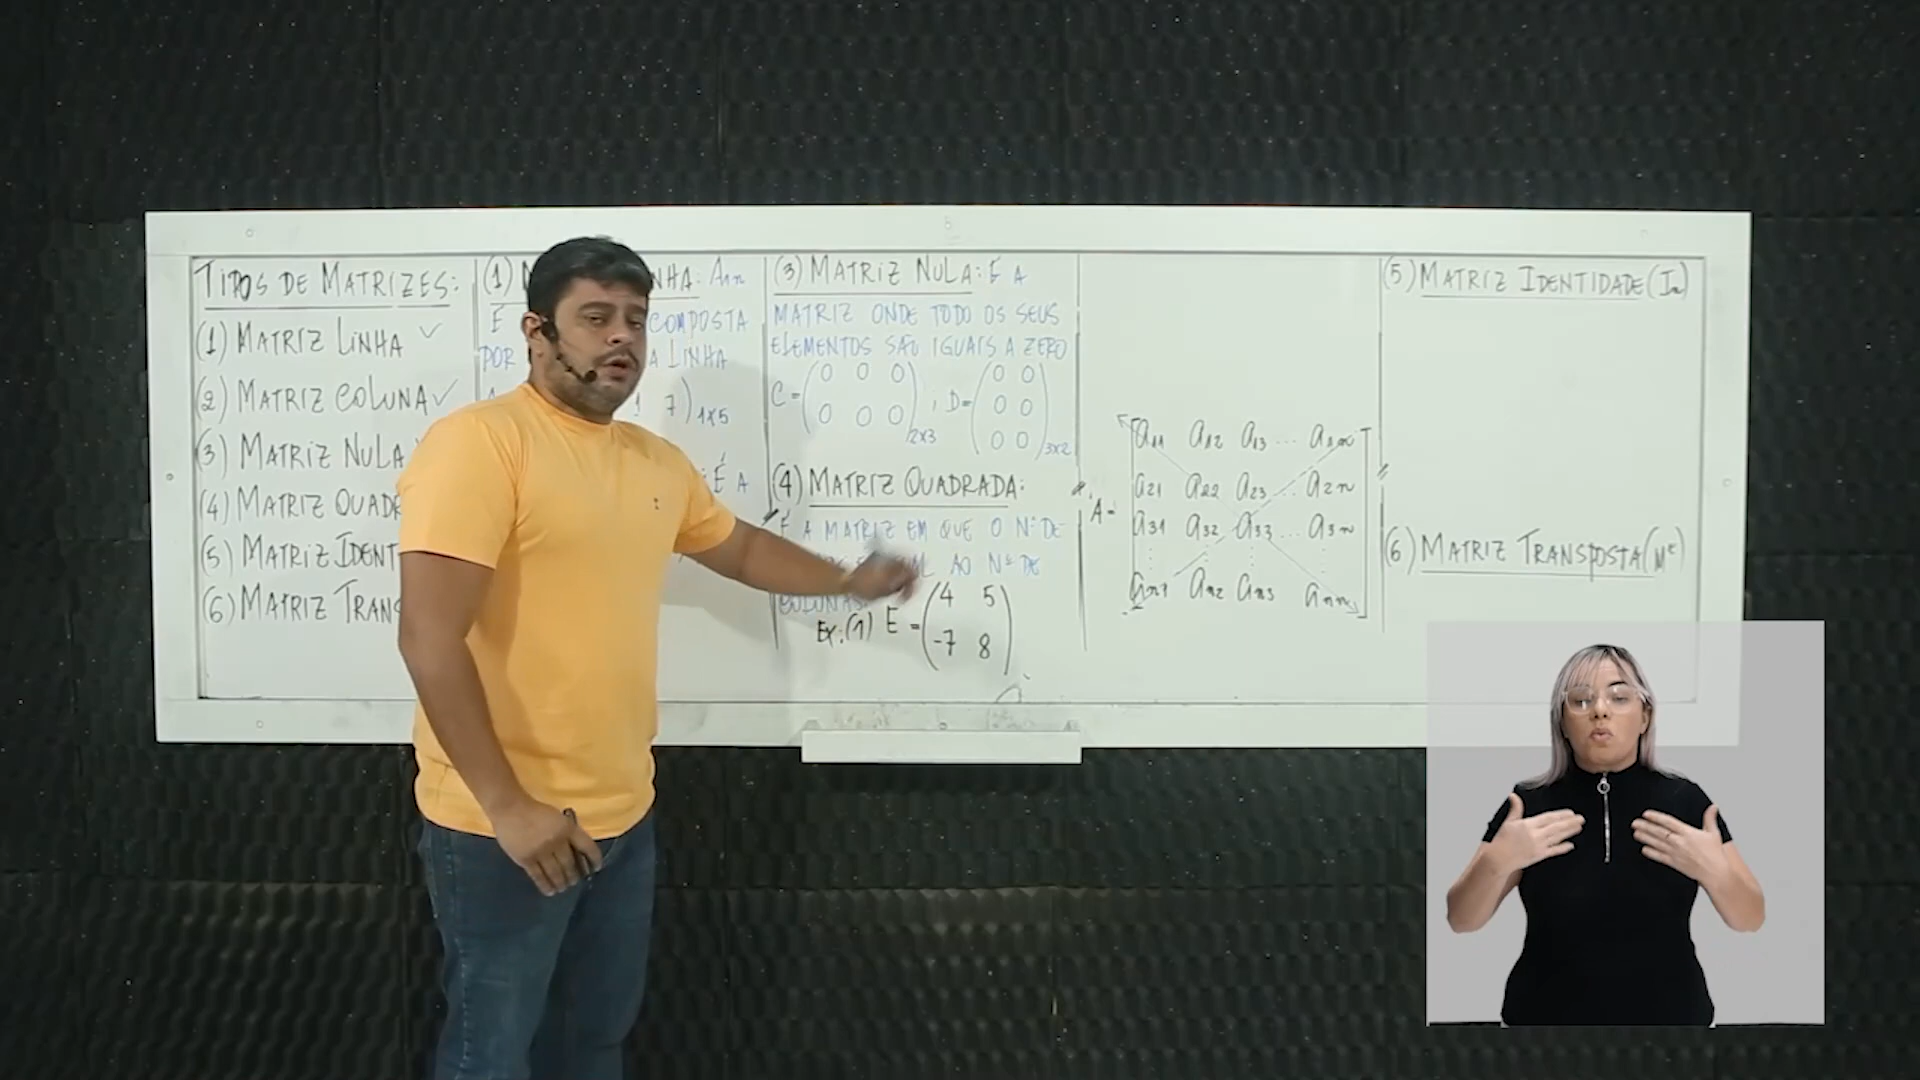 TIPOS DE MATRIZES:
(1) MATRIZ LINHA ✓
(2) MATRIZ COLUNA ✓
(3) MATRIZ NULA
(4) MATRIZ QUADR
(5) MATRIZ IDENT
(6) MATRIZ TRANS
(1) M NHA: A₁ₙ
É COMPOSTA
POR A LINHA
1 7)₁ₓ₅
: É A
(3) MATRIZ NULA: É A
MATRIZ ONDE TODO OS SEUS
ELEMENTOS SÃO IGUAIS A ZERO
C = (0 0 0
0 0 0)₂ₓ₃ , D = (0 0
0 0
0 0)₃ₓ₂
(4) MATRIZ QUADRADA:
É A MATRIZ EM QUE O Nº DE
AO Nº DE
COLUNAS
Ex: (1) E = (4 5
-7 8)
A = [a11 a12 a13 ... a1n
a21 a22 a23 ... a2n
a31 a32 a33 ... a3n
an1 an2 an3 ann]
(5) MATRIZ IDENTIDADE (Iₙ)
(6) MATRIZ TRANSPOSTA (Mᵗ)